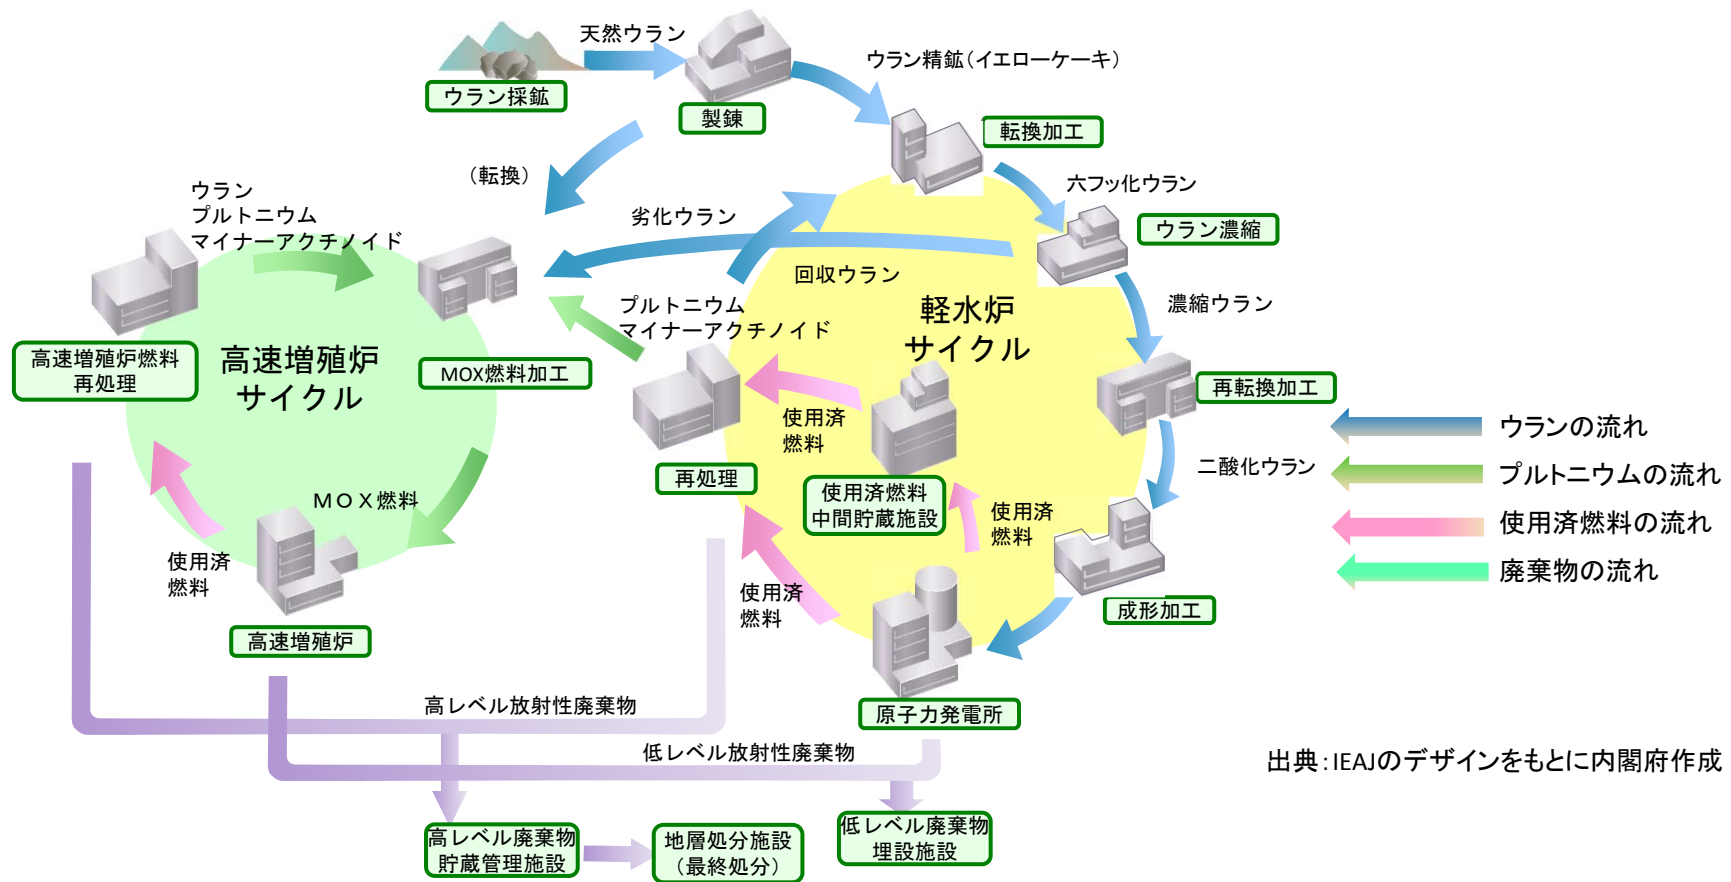 天然ウラン
ウラン精鉱(イエローケーキ)
ウラン採鉱
製錬
転換加工
(転換)
六フッ化ウラン
ウラン
プルトニウム
マイナーアクチノイド
劣化ウラン
ウラン濃縮
回収ウラン
濃縮ウラン
プルトニウム
マイナーアクチノイド
軽水炉
サイクル
高速増殖炉燃料
再処理
高速増殖炉
サイクル
MOX燃料加工
再転換加工
使用済
燃料
ウランの流れ
再処理
二酸化ウラン
プルトニウムの流れ
使用済燃料
中間貯蔵施設
MOX燃料
使用済
燃料
使用済燃料の流れ
使用済
燃料
廃棄物の流れ
使用済
燃料
成形加工
高速増殖炉
高レベル放射性廃棄物
原子力発電所
低レベル放射性廃棄物
出典:IEAJのデザインをもとに内閣府作成
高レベル廃棄物
貯蔵管理施設
地層処分施設
(最終処分)
低レベル廃棄物
埋設施設